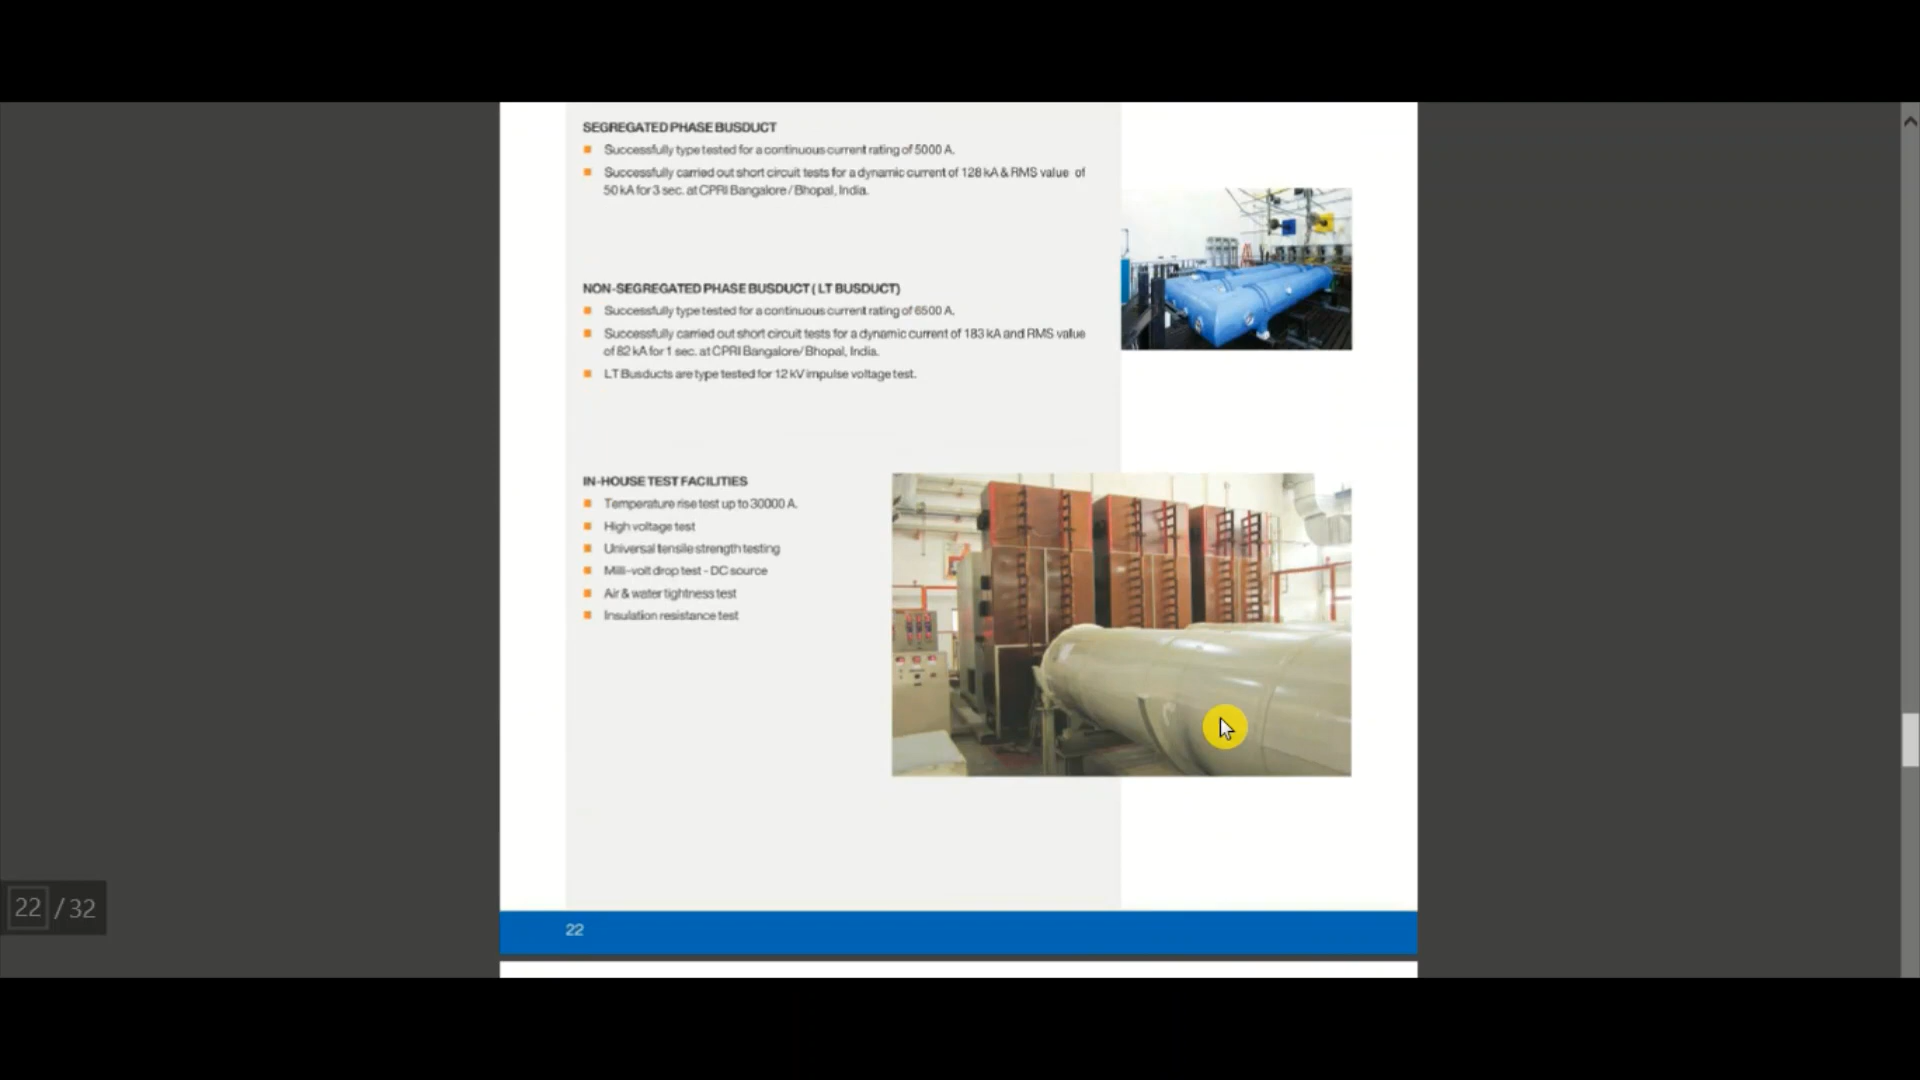 SEGREGATED PHASE BUSDUCT
Successfully type tested for a continuous current rating of 5000 A.
Successfully carried out short circuit tests for a dynamic current of 128 kA & RMS value of
50 kA for 3 sec. at CPRI Bangalore / Bhopal, India.
NON-SEGREGATED PHASE BUSDUCT ( LT BUSDUCT)
Successfully type tested for a continuous current rating of 6500 A.
Successfully carried out short circuit tests for a dynamic current of 183 kA and RMS value
of 82 kA for 1 sec. at CPRI Bangalore/ Bhopal, India.
LT Busducts are type tested for 12 kV impulse voltage test.
IN-HOUSE TEST FACILITIES
Temperature rise test up to 30000 A.
High voltage test
Universal tensile strength testing
Milli-volt drop test - DC source
Air & water tightness test
Insulation resistance test
22 / 32
22